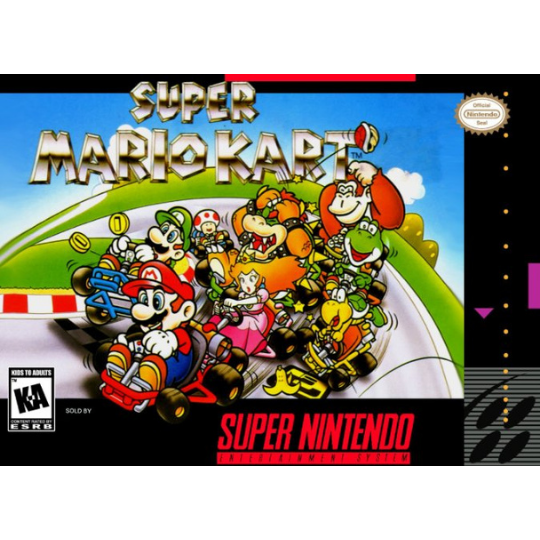 SUPER
MARIO KART
TM
Official
Nintendo
Seal
KIDS TO ADULTS
TM
K-A
CONTENT RATED BY
ESRB
SOLD BY
SUPER NINTENDO
ENTERTAINMENT SYSTEM